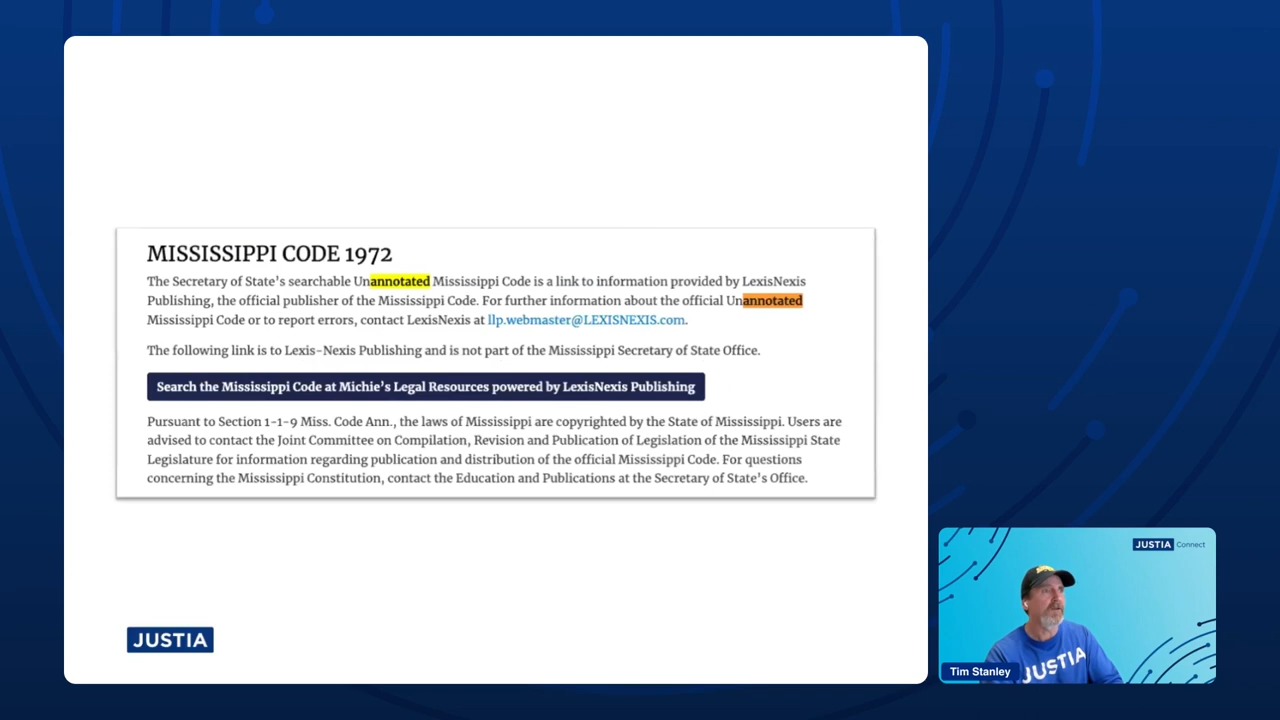 MISSISSIPPI CODE 1972
The Secretary of State's searchable Unannotated Mississippi Code is a link to information provided by LexisNexis
Publishing, the official publisher of the Mississippi Code. For further information about the official Unannotated
Mississippi Code or to report errors, contact LexisNexis at llp.webmaster@LEXISNEXIS.com.
The following link is to Lexis-Nexis Publishing and is not part of the Mississippi Secretary of State Office.
Search the Mississippi Code at Michie's Legal Resources powered by LexisNexis Publishing
Pursuant to Section 1-1-9 Miss. Code Ann., the laws of Mississippi are copyrighted by the State of Mississippi. Users are
advised to contact the Joint Committee on Compilation, Revision and Publication of Legislation of the Mississippi State
Legislature for information regarding publication and distribution of the official Mississippi Code. For questions
concerning the Mississippi Constitution, contact the Education and Publications at the Secretary of State's Office.
JUSTIA
JUSTIA Connect
JUSTIA
Tim Stanley